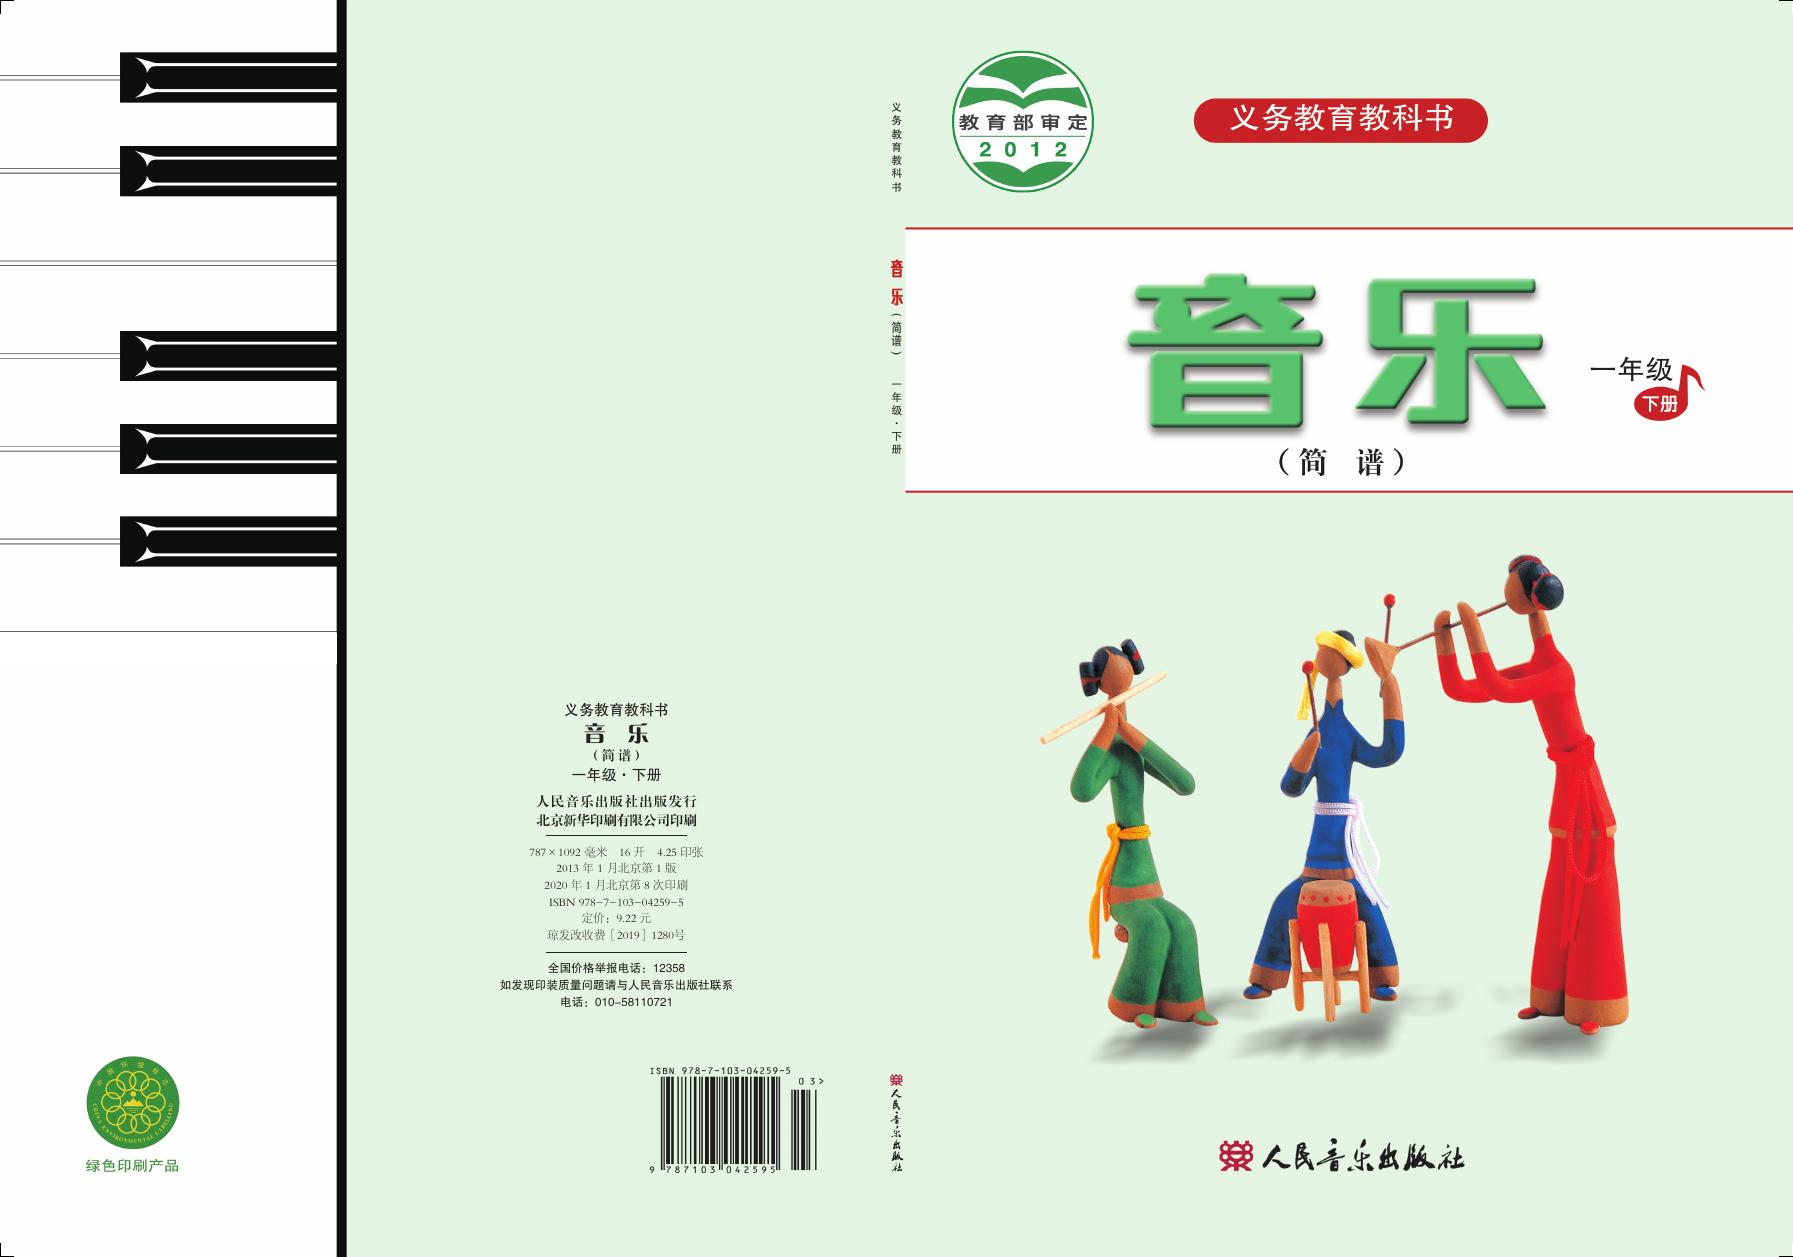 教育部审定
2012
义务教育教科书
音乐
一年级
下册
（简 谱）
人民音乐出版社
义务教育教科书
音乐（简谱） 一年级·下册
人民音乐出版社
义务教育教科书
音 乐
（简谱）
一年级·下册
人民音乐出版社出版发行
北京新华印刷有限公司印刷
787×1092 毫米 16 开 4.25 印张
2013 年 1 月北京第 1 版
2020 年 1 月北京第 8 次印刷
ISBN 978-7-103-04259-5
定价：9.22 元
琼发改收费［2019］1280号
全国价格举报电话：12358
如发现印装质量问题请与人民音乐出版社联系
电话：010-58110721
ISBN 978-7-103-04259-5
03>
9 787103 042595
中国环境标志
CHINA ENVIRONMENTAL LABELLING
绿色印刷产品